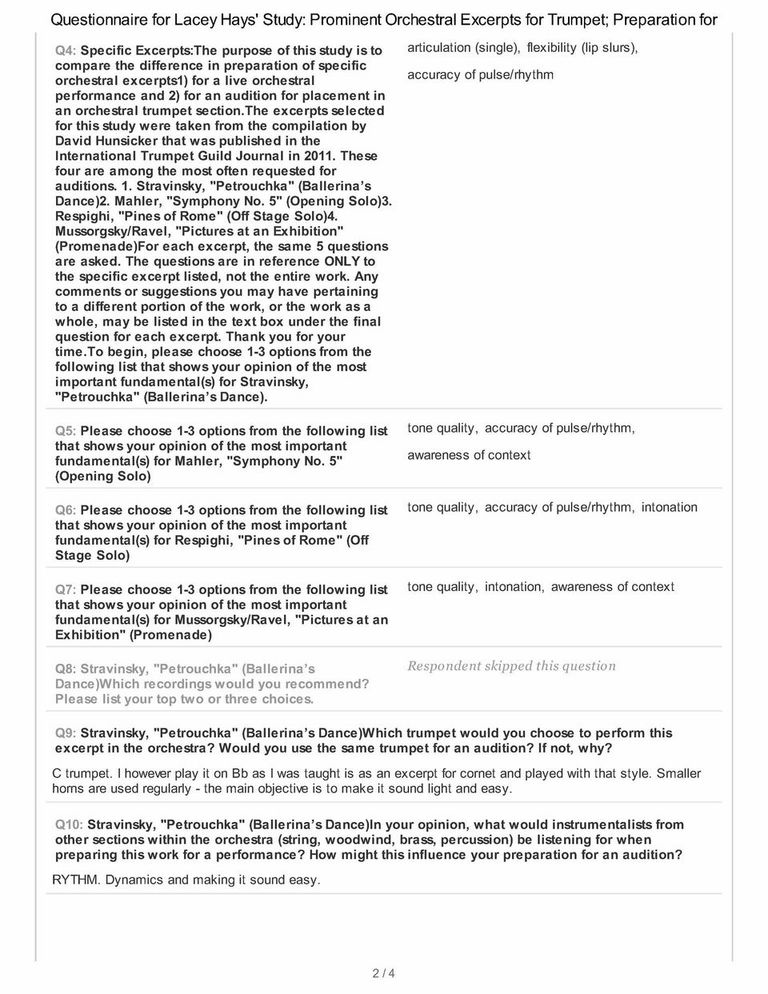 Questionnaire for Lacey Hays' Study: Prominent Orchestral Excerpts for Trumpet; Preparation for
Q4: Specific Excerpts:The purpose of this study is to
compare the difference in preparation of specific
orchestral excerpts1) for a live orchestral
performance and 2) for an audition for placement in
an orchestral trumpet section.The excerpts selected
for this study were taken from the compilation by
David Hunsicker that was published in the
International Trumpet Guild Journal in 2011. These
four are among the most often requested for
auditions. 1. Stravinsky, "Petrouchka" (Ballerina's
Dance)2. Mahler, "Symphony No. 5" (Opening Solo)3.
Respighi, "Pines of Rome" (Off Stage Solo)4.
Mussorgsky/Ravel, "Pictures at an Exhibition"
(Promenade)For each excerpt, the same 5 questions
are asked. The questions are in reference ONLY to
the specific excerpt listed, not the entire work. Any
comments or suggestions you may have pertaining
to a different portion of the work, or the work as a
whole, may be listed in the text box under the final
question for each excerpt. Thank you for your
time.To begin, please choose 1-3 options from the
following list that shows your opinion of the most
important fundamental(s) for Stravinsky,
"Petrouchka" (Ballerina's Dance).
articulation (single), flexibility (lip slurs),
accuracy of pulse/rhythm
Q5: Please choose 1-3 options from the following list
that shows your opinion of the most important
fundamental(s) for Mahler, "Symphony No. 5"
(Opening Solo)
tone quality, accuracy of pulse/rhythm,
awareness of context
Q6: Please choose 1-3 options from the following list
that shows your opinion of the most important
fundamental(s) for Respighi, "Pines of Rome" (Off
Stage Solo)
tone quality, accuracy of pulse/rhythm, intonation
Q7: Please choose 1-3 options from the following list
that shows your opinion of the most important
fundamental(s) for Mussorgsky/Ravel, "Pictures at an
Exhibition" (Promenade)
tone quality, intonation, awareness of context
Q8: Stravinsky, "Petrouchka" (Ballerina's
Dance)Which recordings would you recommend?
Please list your top two or three choices.
Respondent skipped this question
Q9: Stravinsky, "Petrouchka" (Ballerina's Dance)Which trumpet would you choose to perform this
excerpt in the orchestra? Would you use the same trumpet for an audition? If not, why?
C trumpet. I however play it on Bb as I was taught is as an excerpt for cornet and played with that style. Smaller
horns are used regularly - the main objective is to make it sound light and easy.
Q10: Stravinsky, "Petrouchka" (Ballerina's Dance)In your opinion, what would instrumentalists from
other sections within the orchestra (string, woodwind, brass, percussion) be listening for when
preparing this work for a performance? How might this influence your preparation for an audition?
RYTHM. Dynamics and making it sound easy.
2 / 4